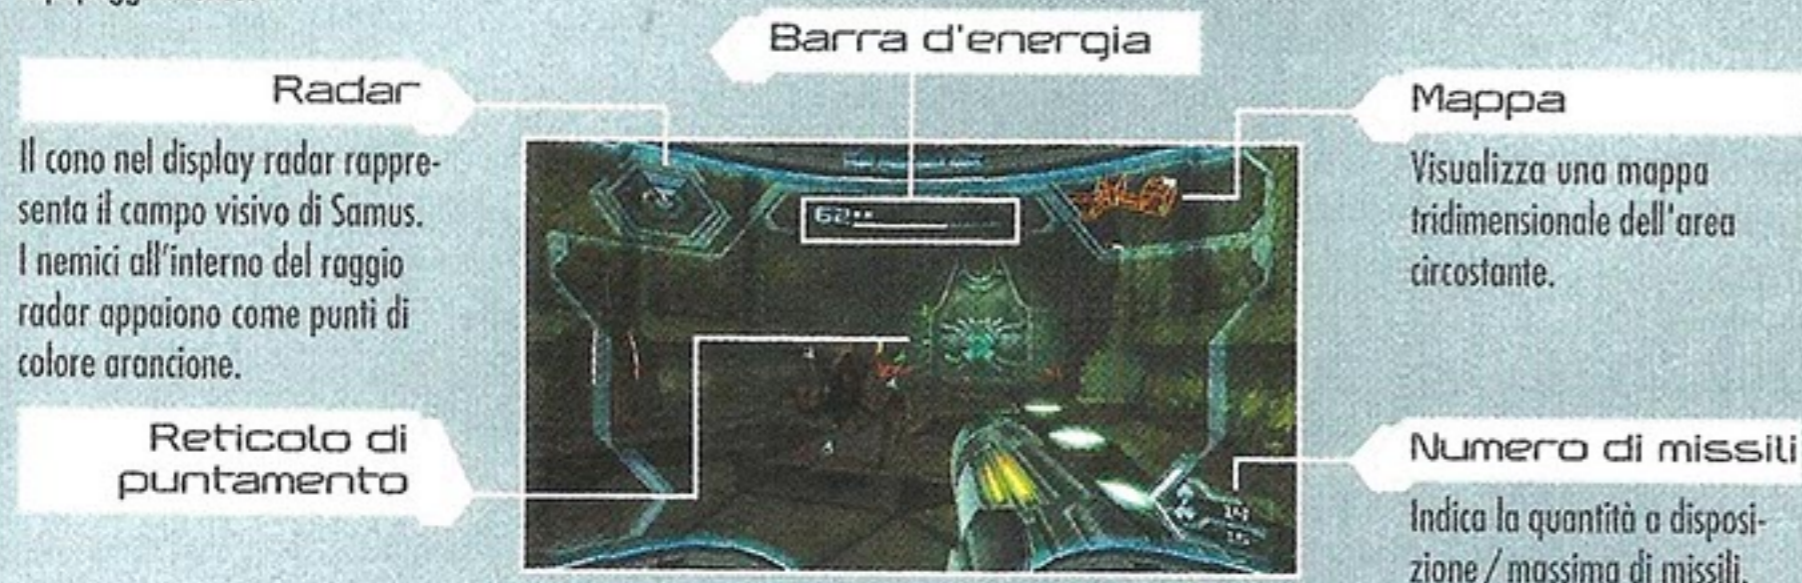 Barra d'energia
Radar
Il cono nel display radar rappre-
senta il campo visivo di Samus.
I nemici all'interno del raggio
radar appaiono come punti di
colore arancione.
Reticolo di
puntamento
Mappa
Visualizza una mappa
tridimensionale dell'area
circostante.
62
Numero di missili
Indica la quantità a disposi-
zione / massima di missili